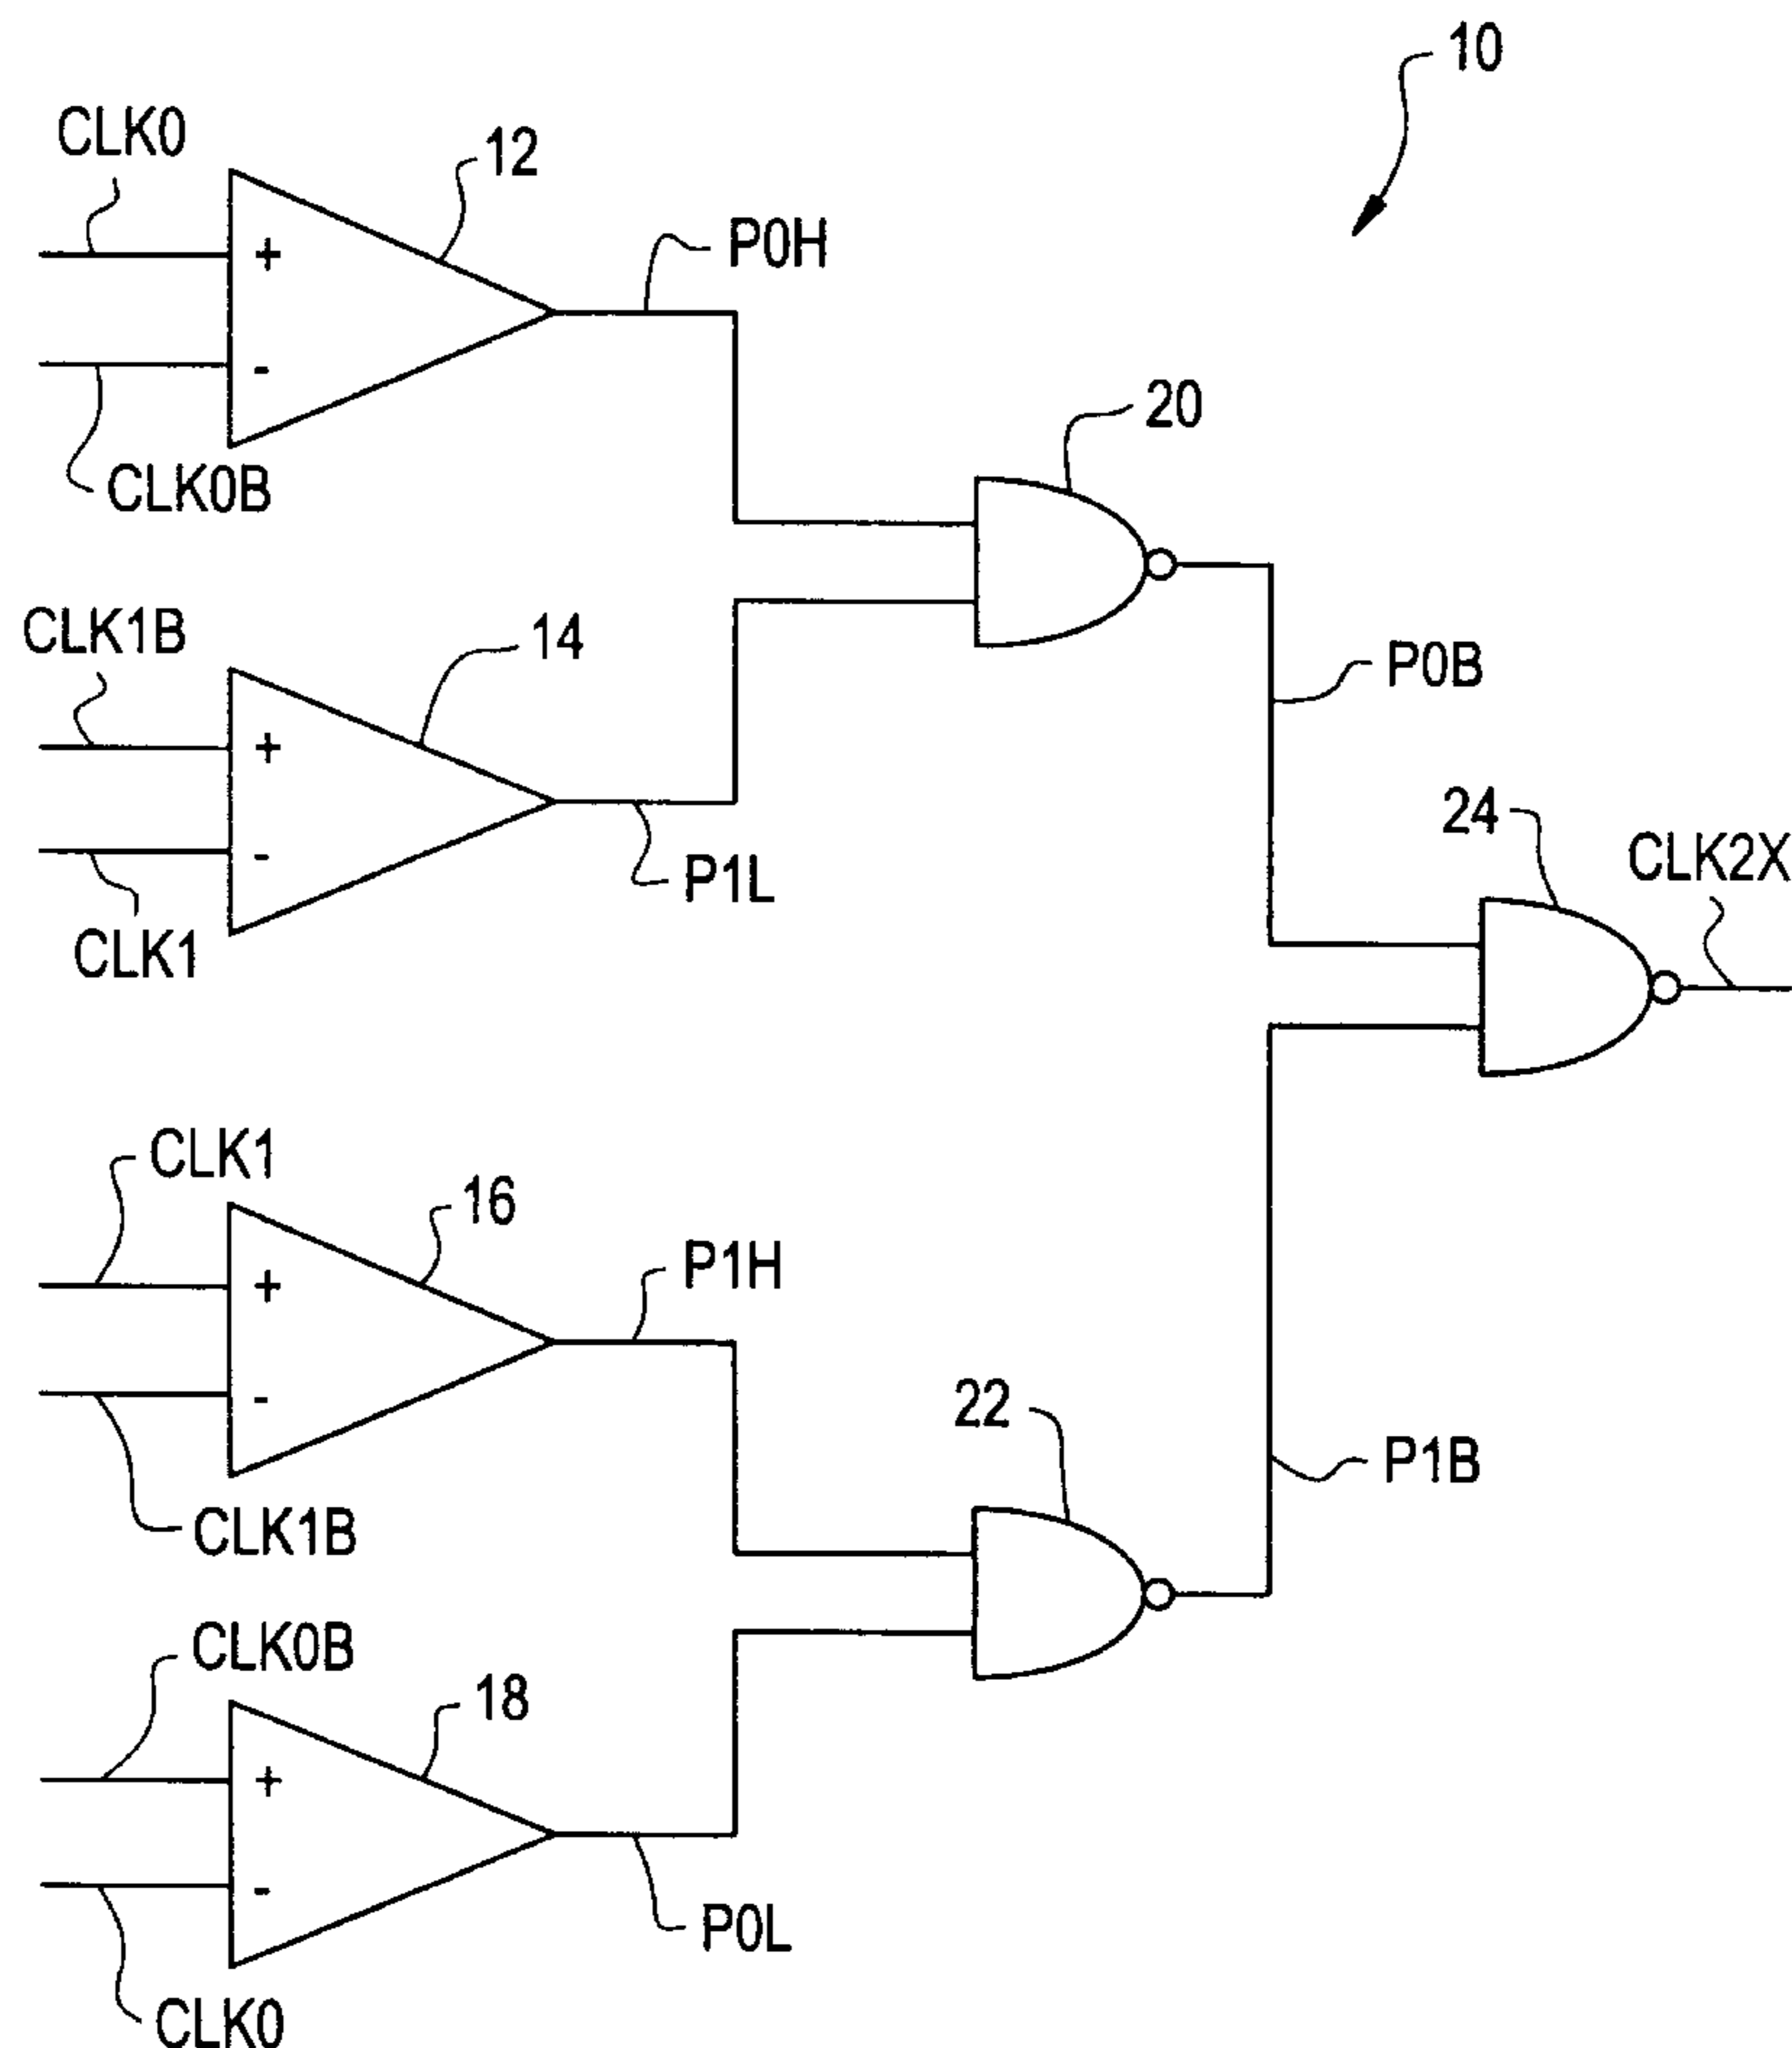 10
CLK0
12
+
P0H
-
CLK0B
20
CLK1B
14
+
P0B
-
P1L
CLK1
24
CLK2X
CLK1
16
+
P1H
-
CLK1B
22
P1B
CLK0B
18
+
-
P0L
CLK0